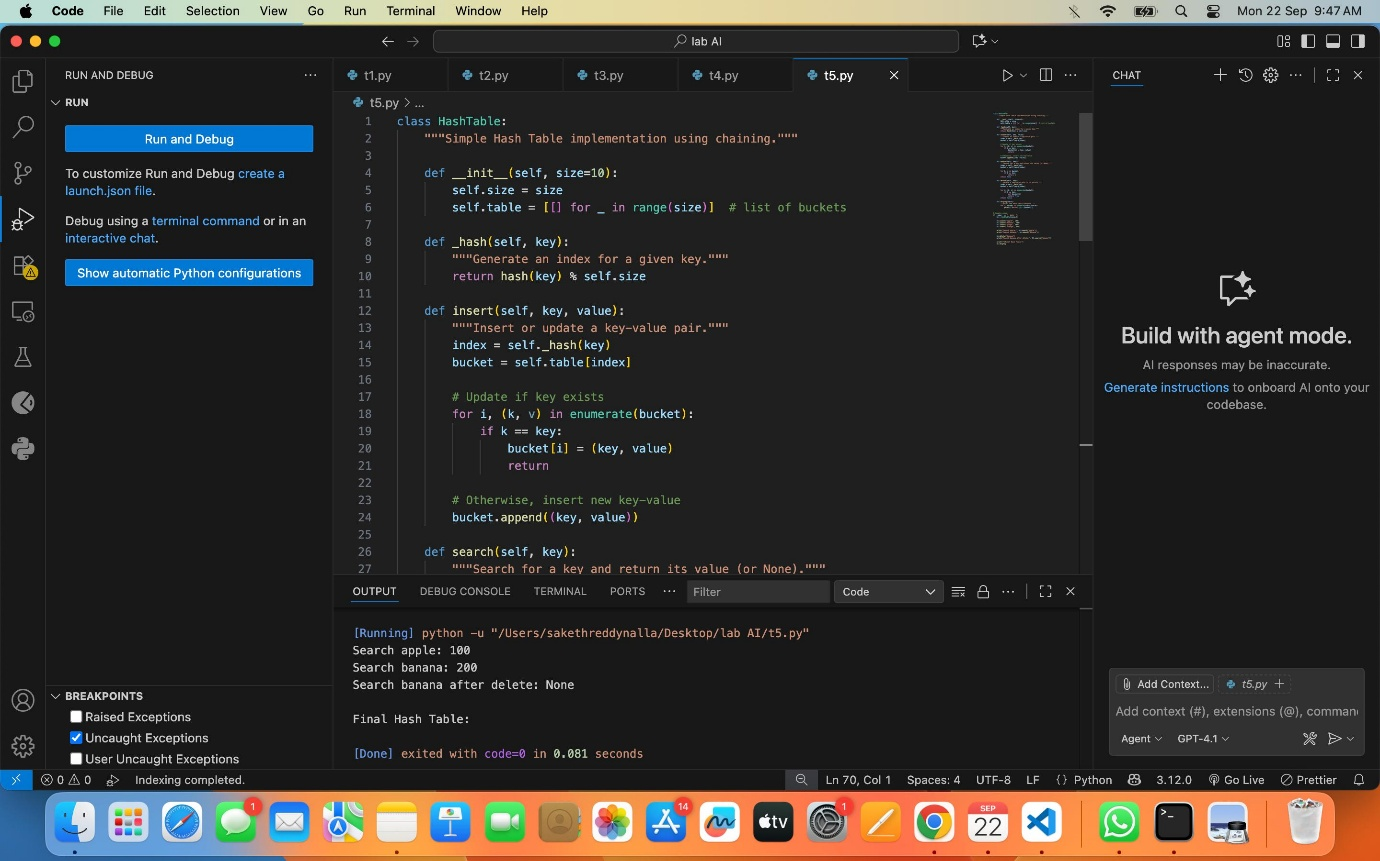 Code File Edit Selection View Go Run Terminal Window Help Mon 22 Sep 9:47 AM
lab AI
RUN AND DEBUG ...
RUN
Run and Debug
To customize Run and Debug create a
launch.json file.
Debug using a terminal command or in an
interactive chat.
Show automatic Python configurations
BREAKPOINTS
Raised Exceptions
Uncaught Exceptions
User Uncaught Exceptions
t1.py t2.py t3.py t4.py t5.py
t5.py > ...
1 class HashTable:
2 """Simple Hash Table implementation using chaining."""
3
4 def __init__(self, size=10):
5 self.size = size
6 self.table = [[] for _ in range(size)] # list of buckets
7
8 def _hash(self, key):
9 """Generate an index for a given key."""
10 return hash(key) % self.size
11
12 def insert(self, key, value):
13 """Insert or update a key-value pair."""
14 index = self._hash(key)
15 bucket = self.table[index]
16
17 # Update if key exists
18 for i, (k, v) in enumerate(bucket):
19 if k == key:
20 bucket[i] = (key, value)
21 return
22
23 # Otherwise, insert new key-value
24 bucket.append((key, value))
25
26 def search(self, key):
27 """Search for a key and return its value (or None)."""
OUTPUT DEBUG CONSOLE TERMINAL PORTS ... Filter Code
[Running] python -u "/Users/sakethreddynalla/Desktop/lab AI/t5.py"
Search apple: 100
Search banana: 200
Search banana after delete: None
Final Hash Table:
[Done] exited with code=0 in 0.081 seconds
CHAT
Build with agent mode.
AI responses may be inaccurate.
Generate instructions to onboard AI onto your
codebase.
Add Context... t5.py +
Add context (#), extensions (@), comman
Agent GPT-4.1
0 0 Indexing completed. Ln 70, Col 1 Spaces: 4 UTF-8 LF {} Python 3.12.0 Go Live Prettier
1 14 tv 1 SEP
22 >_